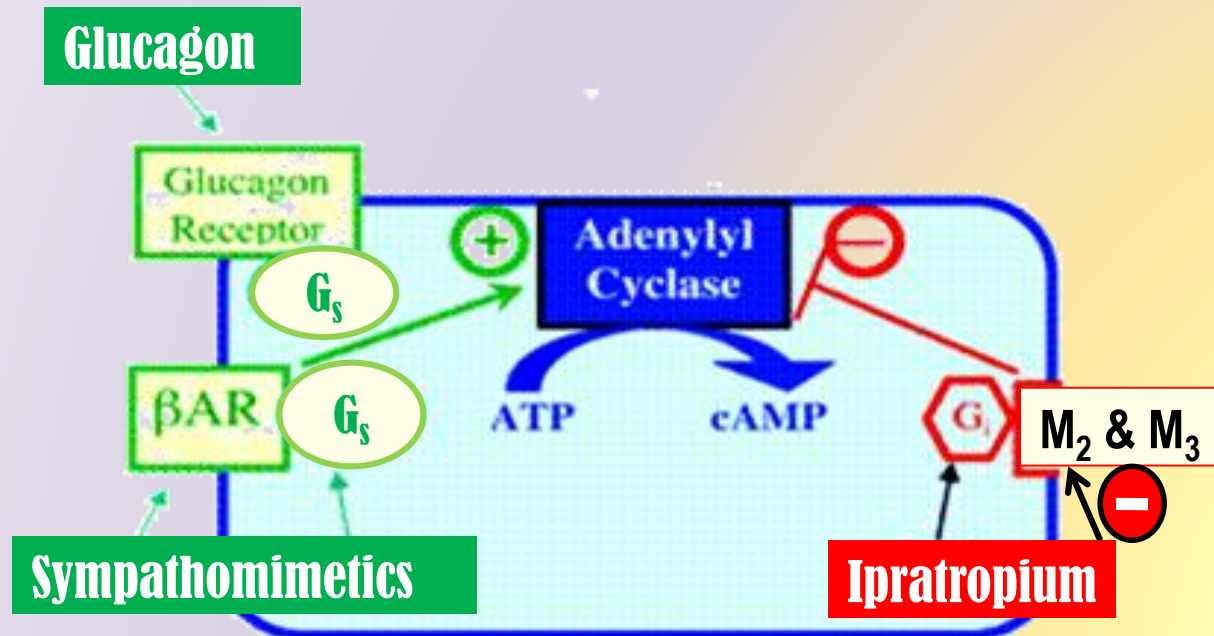 Glucagon
Glucagon
Receptor
Gs
+
Adenylyl
Cyclase
−
βAR
Gs
ATP
cAMP
Gi
M2 & M3
−
Sympathomimetics
Ipratropium